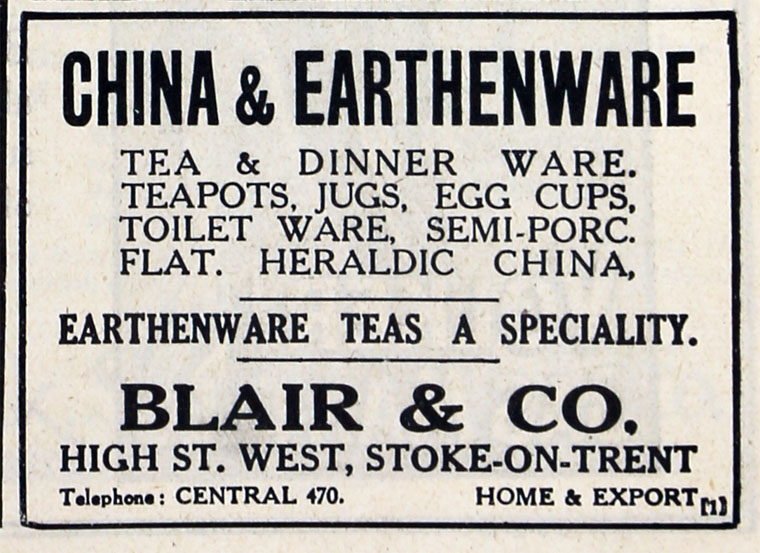 CHINA & EARTHENWARE
TEA & DINNER WARE.
TEAPOTS, JUGS, EGG CUPS,
TOILET WARE, SEMI-PORC.
FLAT. HERALDIC CHINA,
EARTHENWARE TEAS A SPECIALITY.
BLAIR & CO.
HIGH ST. WEST, STOKE-ON-TRENT
Telephone: CENTRAL 470. HOME & EXPORT [1]